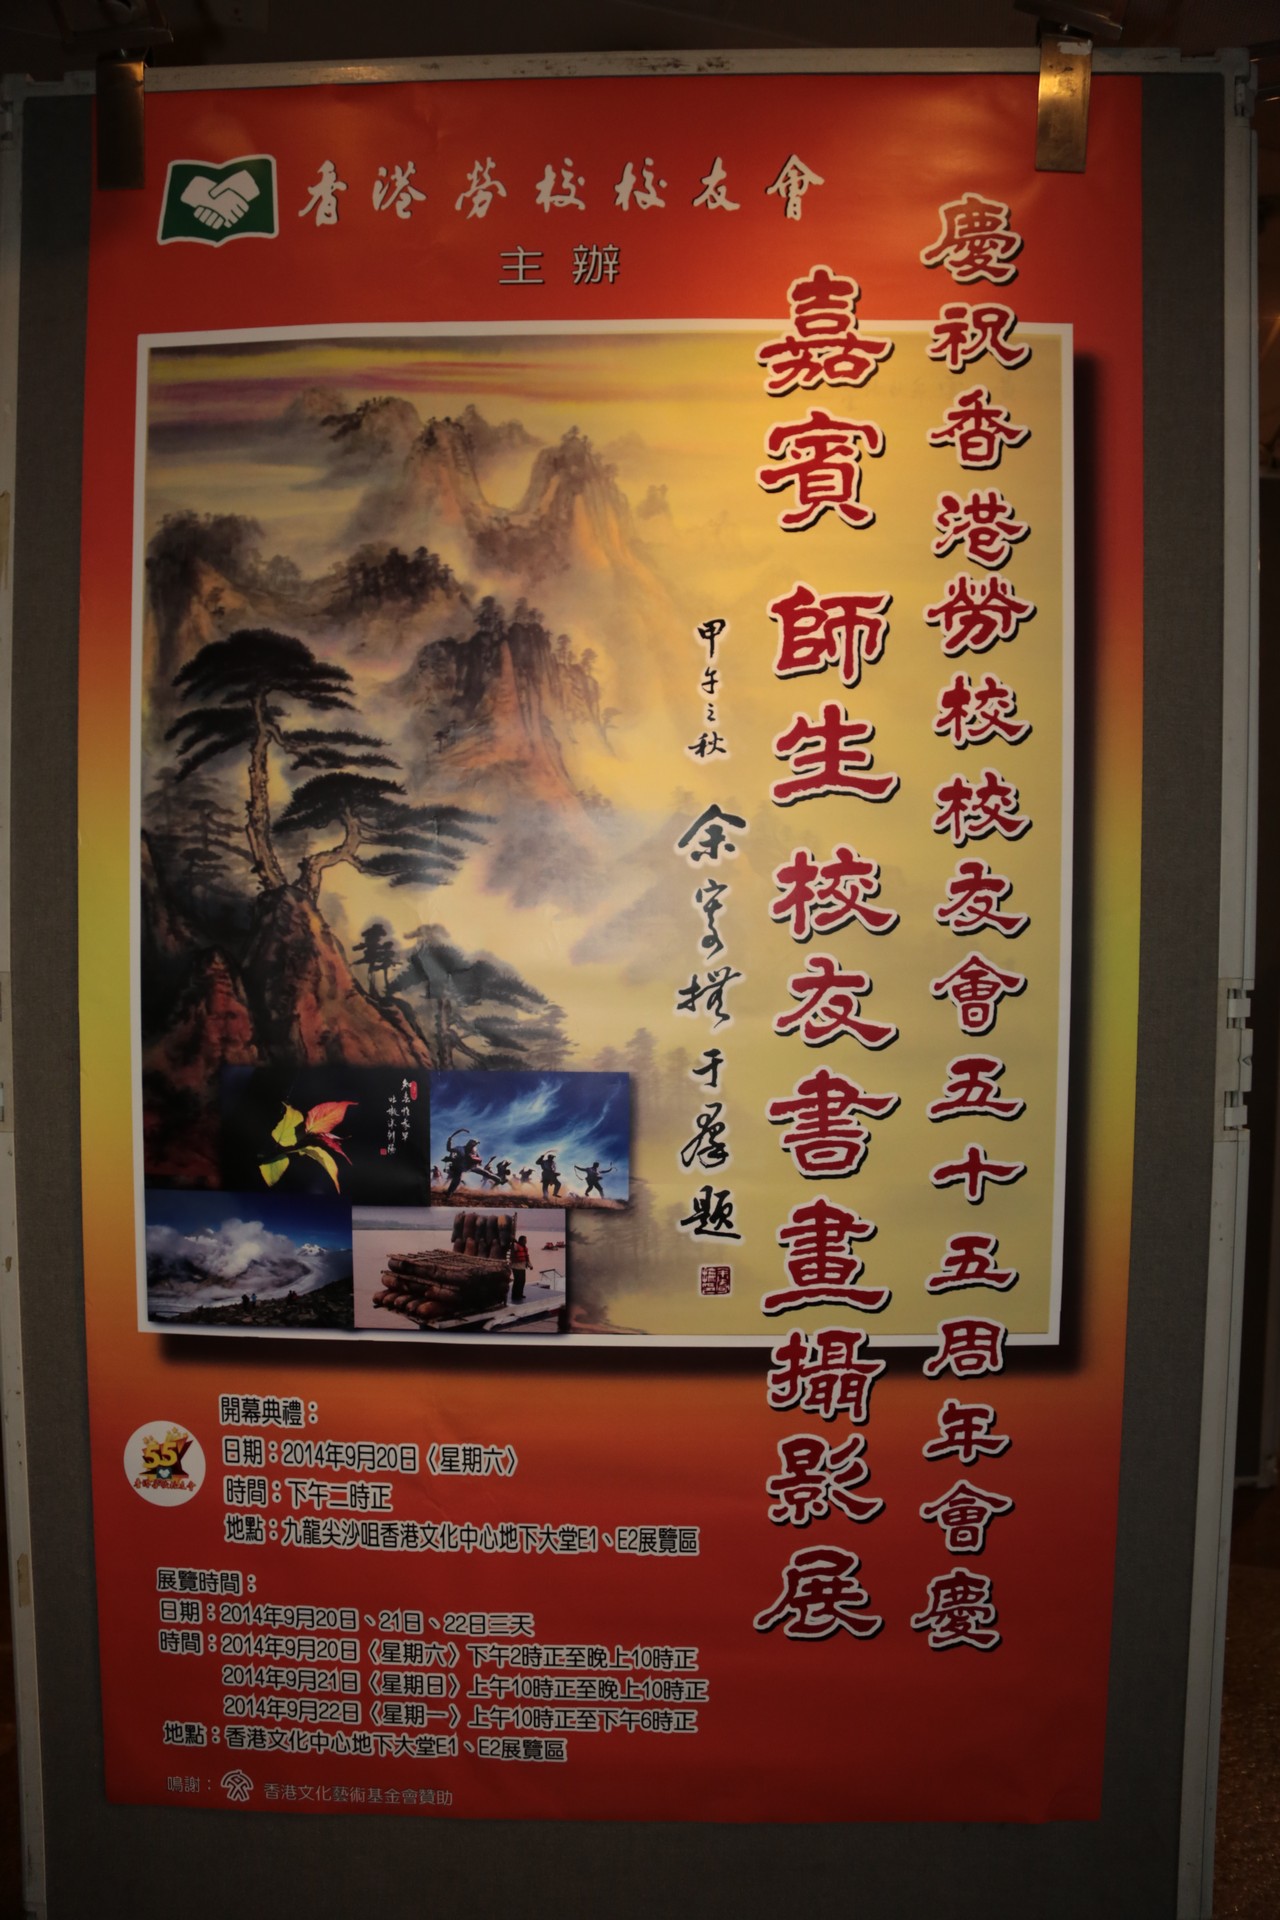 香港勞校校友會
主辦
慶祝香港勞校校友會五十五周年會慶
嘉賓 師生 校友書畫攝影展
甲午之秋
于群題
55
香港勞校校友會
開幕典禮：
日期：2014年9月20日〈星期六〉
時間：下午二時正
地點：九龍尖沙咀香港文化中心地下大堂E1、E2展覽區
展覽時間：
日期：2014年9月20日、21日、22日三天
時間：2014年9月20日〈星期六〉下午2時正至晚上10時正
2014年9月21日〈星期日〉上午10時正至晚上10時正
2014年9月22日〈星期一〉上午10時正至下午6時正
地點：香港文化中心地下大堂E1、E2展覽區
鳴謝：香港文化藝術基金會贊助